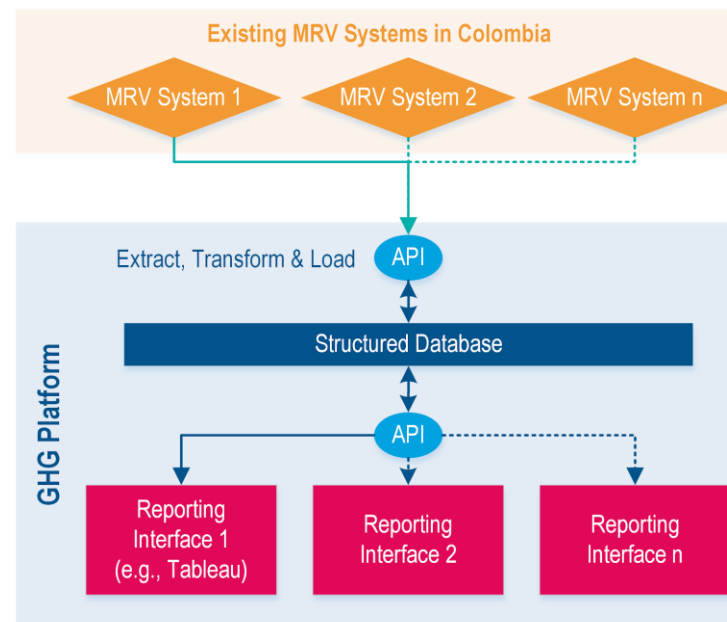 Existing MRV Systems in Colombia
MRV System 1
MRV System 2
MRV System n
Extract, Transform & Load
API
Structured Database
GHG Platform
API
Reporting
Interface 1
(e.g., Tableau)
Reporting
Interface 2
Reporting
Interface n